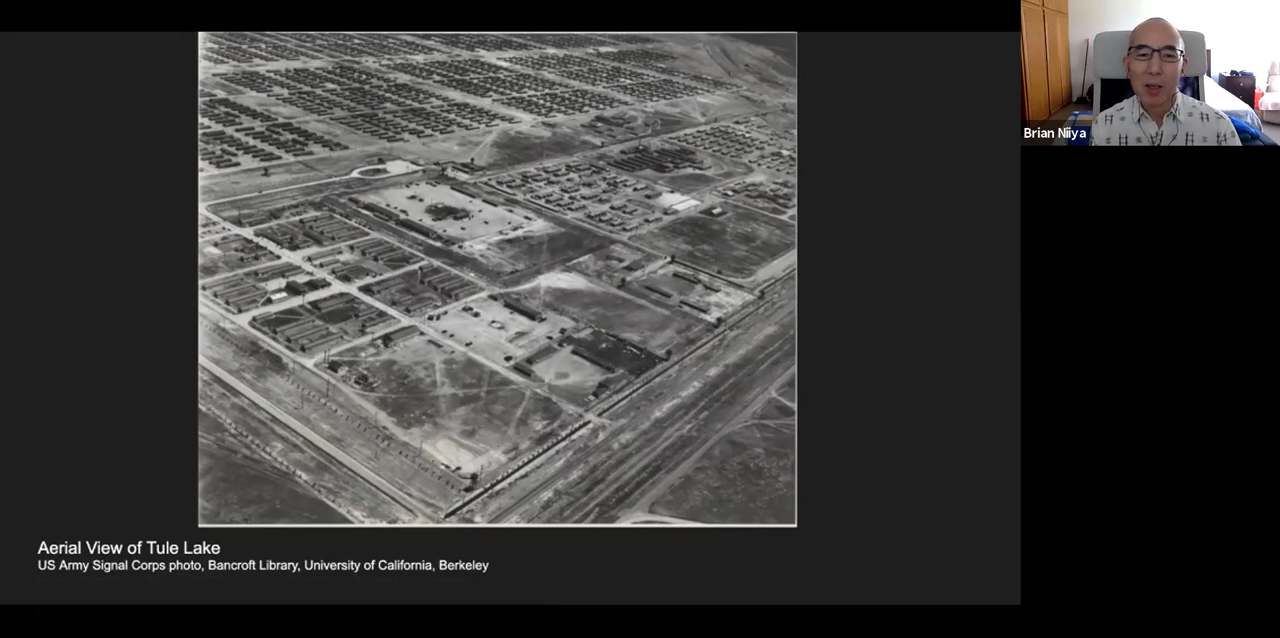 Brian Niiya
Aerial View of Tule Lake
US Army Signal Corps photo, Bancroft Library, University of California, Berkeley